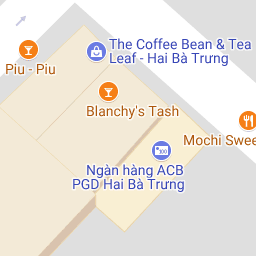 The Coffee Bean & Tea
Leaf - Hai Bà Trưng
Piu - Piu
Blanchy's Tash
Mochi Swee
Ngàn hàng ACB
PGD Hai Bà Trưng